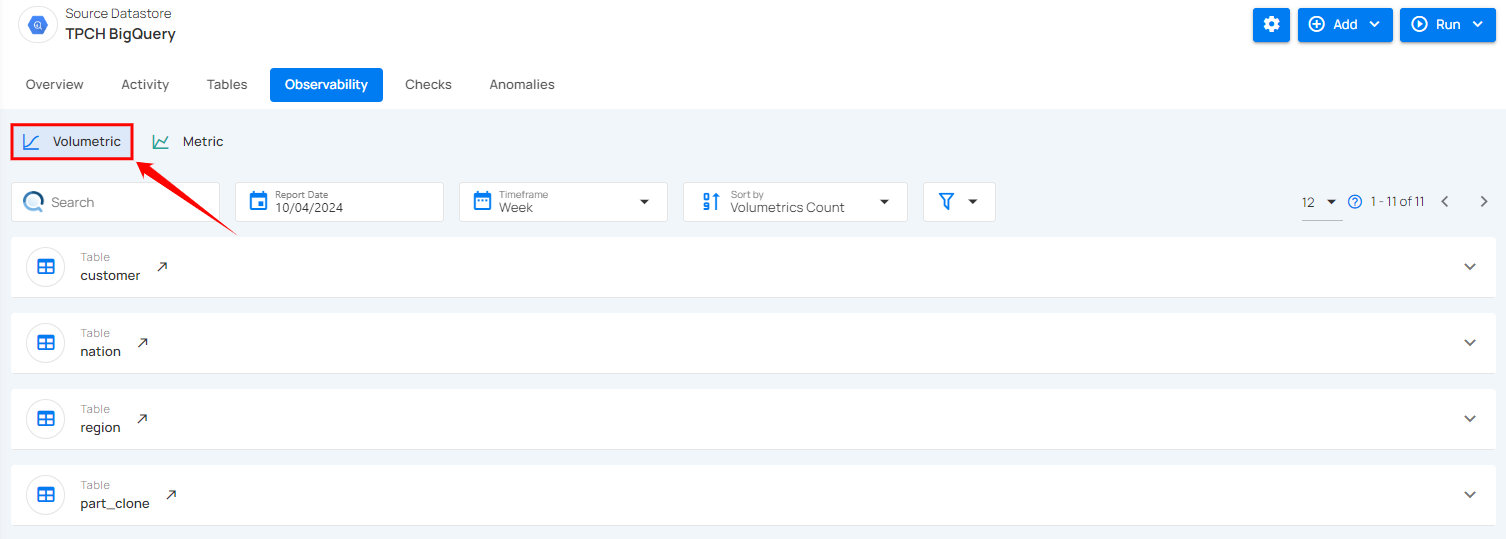 Source Datastore
TPCH BigQuery
Add
Run
Overview
Activity
Tables
Observability
Checks
Anomalies
Volumetric
Metric
Search
Report Date
10/04/2024
Timeframe
Week
Sort by
Volumetrics Count
12
1 - 11 of 11
Table
customer
Table
nation
Table
region
Table
part_clone